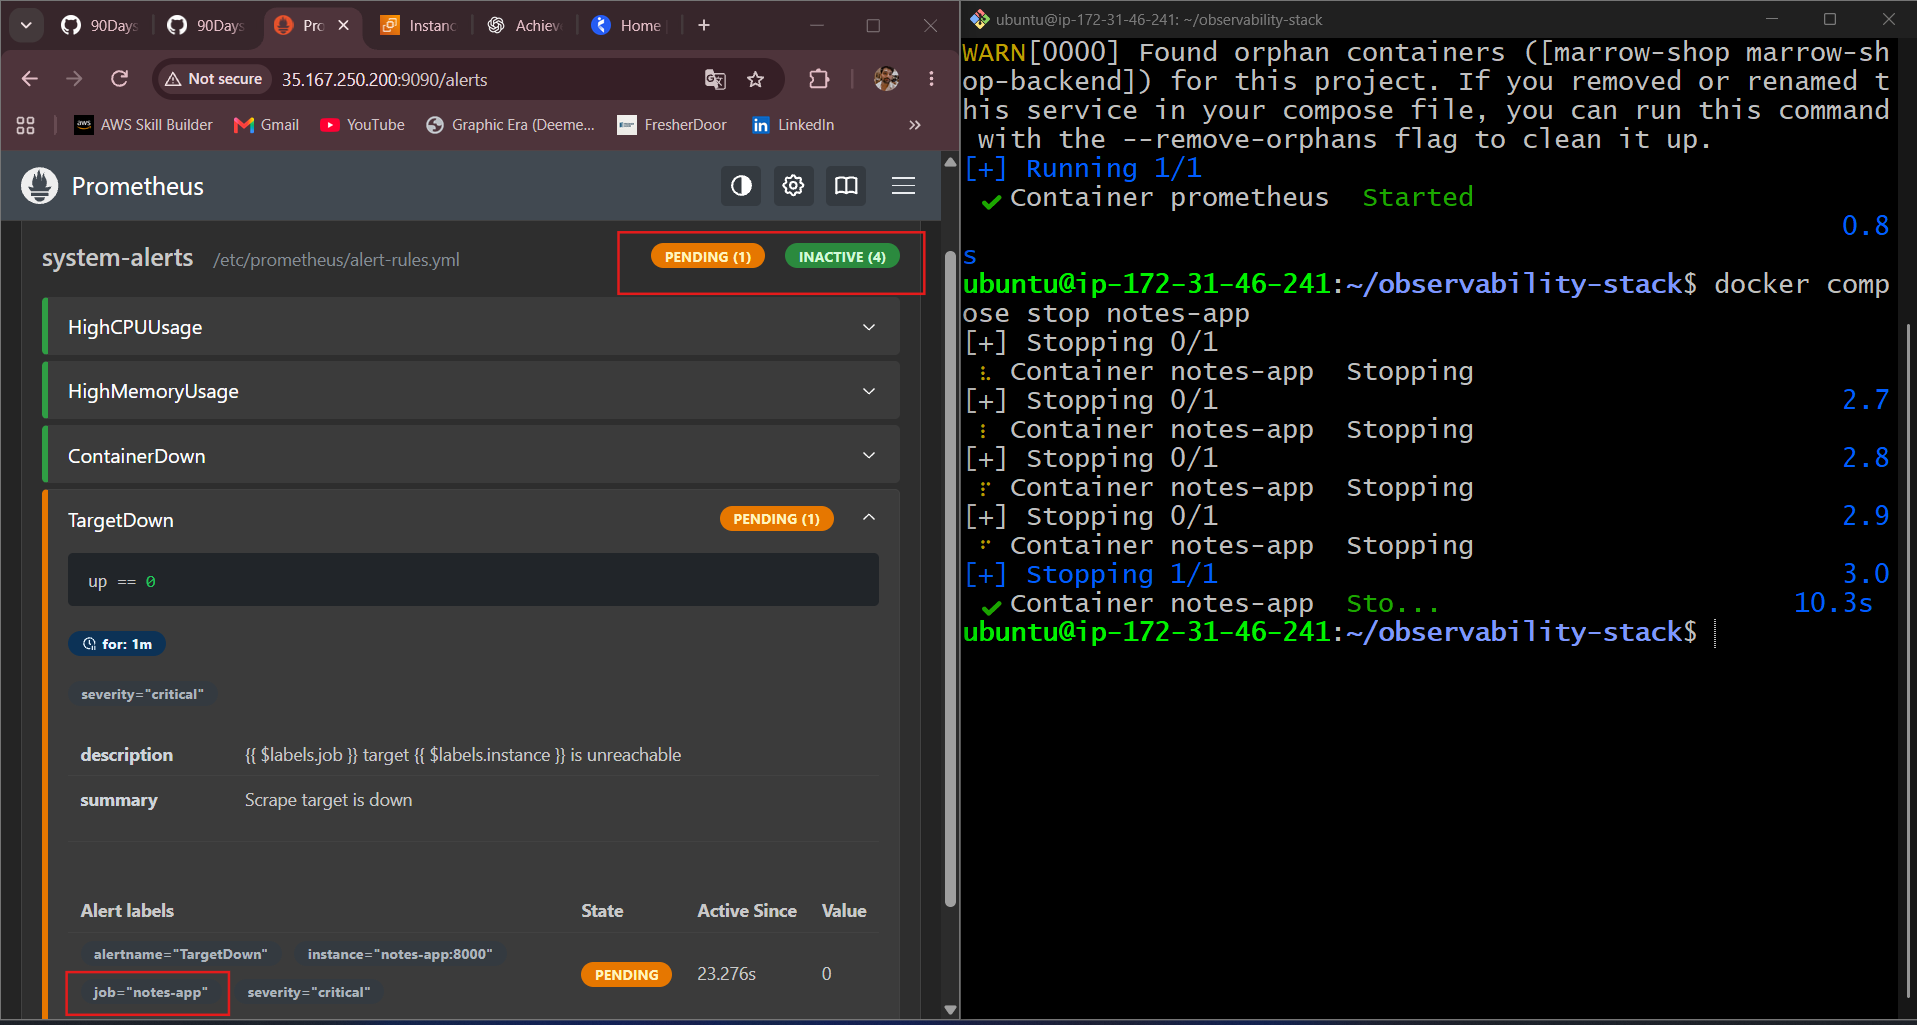 90Days
90Days
Pro
Instanc
Achieve
Home
Not secure
35.167.250.200:9090/alerts
AWS Skill Builder
Gmail
YouTube
Graphic Era (Deeme...
FresherDoor
LinkedIn
Prometheus
system-alerts /etc/prometheus/alert-rules.yml
PENDING (1) INACTIVE (4)
HighCPUUsage
HighMemoryUsage
ContainerDown
TargetDown PENDING (1)
up == 0
for: 1m
severity="critical"
description {{ $labels.job }} target {{ $labels.instance }} is unreachable
summary Scrape target is down
Alert labels State Active Since Value
alertname="TargetDown" instance="notes-app:8000"
job="notes-app" severity="critical"
PENDING 23.276s 0
ubuntu@ip-172-31-46-241: ~/observability-stack
WARN[0000] Found orphan containers ([marrow-shop marrow-sh
op-backend]) for this project. If you removed or renamed t
his service in your compose file, you can run this command
with the --remove-orphans flag to clean it up.
[+] Running 1/1
✔ Container prometheus Started
0.8
s
ubuntu@ip-172-31-46-241:~/observability-stack$ docker comp
ose stop notes-app
[+] Stopping 0/1
Container notes-app Stopping
[+] Stopping 0/1 2.7
Container notes-app Stopping
[+] Stopping 0/1 2.8
Container notes-app Stopping
[+] Stopping 0/1 2.9
Container notes-app Stopping
[+] Stopping 1/1 3.0
✔ Container notes-app Sto... 10.3s
ubuntu@ip-172-31-46-241:~/observability-stack$